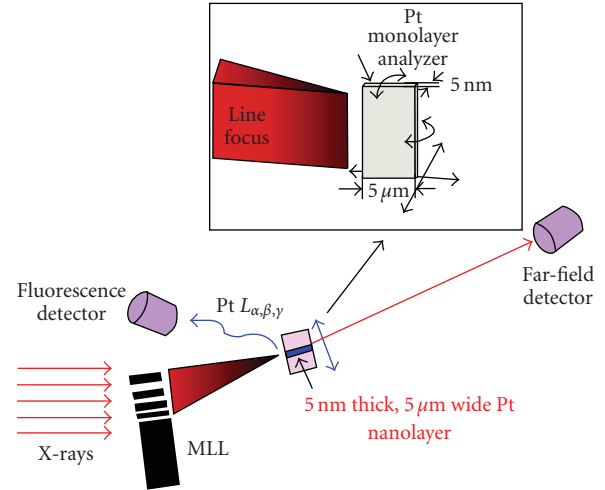 Pt
monolayer
analyzer
5 nm
Line
focus
5 μm
Far-field
detector
Fluorescence
detector
Pt Lα,β,γ
5 nm thick, 5 μm wide Pt
nanolayer
X-rays
MLL